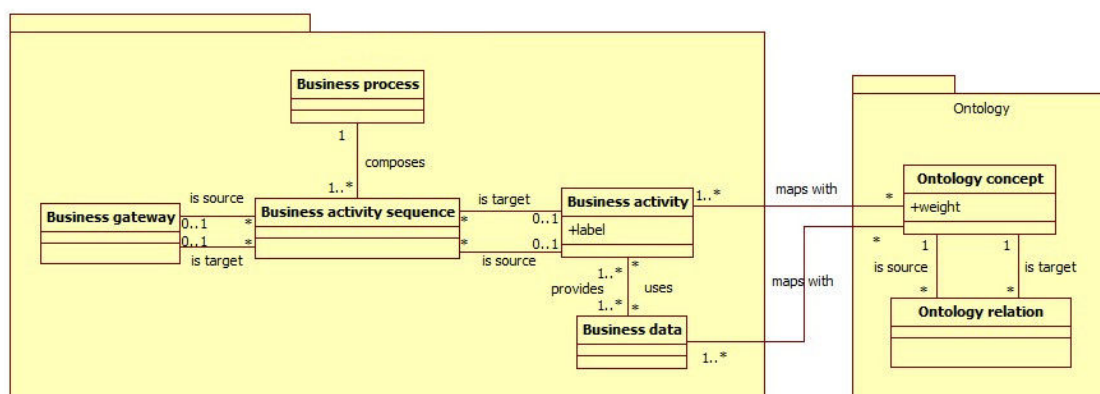 Business process
1
composes
1..*
is source
Business gateway
0..1
*
0..1
*
is target
Business activity sequence
is target
*
0..1
*
0..1
is source
Business activity
+label
1..*
maps with
*
1..*
*
provides
uses
1..*
*
Business data
1..*
maps with
*
Ontology
Ontology concept
+weight
1
1
is source
is target
*
*
Ontology relation